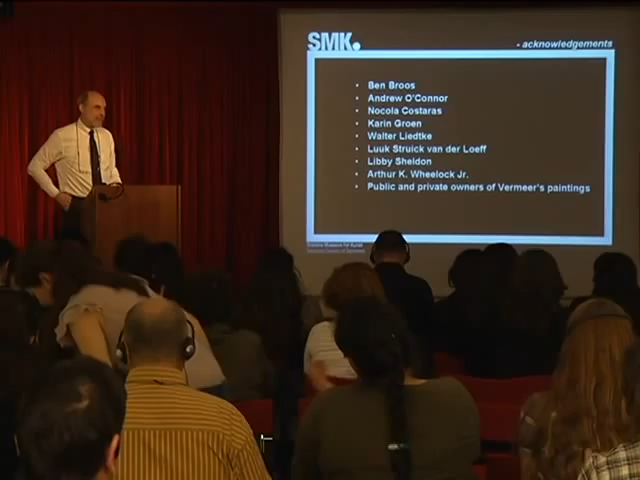 SMK.
- acknowledgements
• Ben Broos
• Andrew O'Connor
• Nocola Costaras
• Karin Groen
• Walter Liedtke
• Luuk Struick van der Loeff
• Libby Sheldon
• Arthur K. Wheelock Jr.
• Public and private owners of Vermeer's paintings